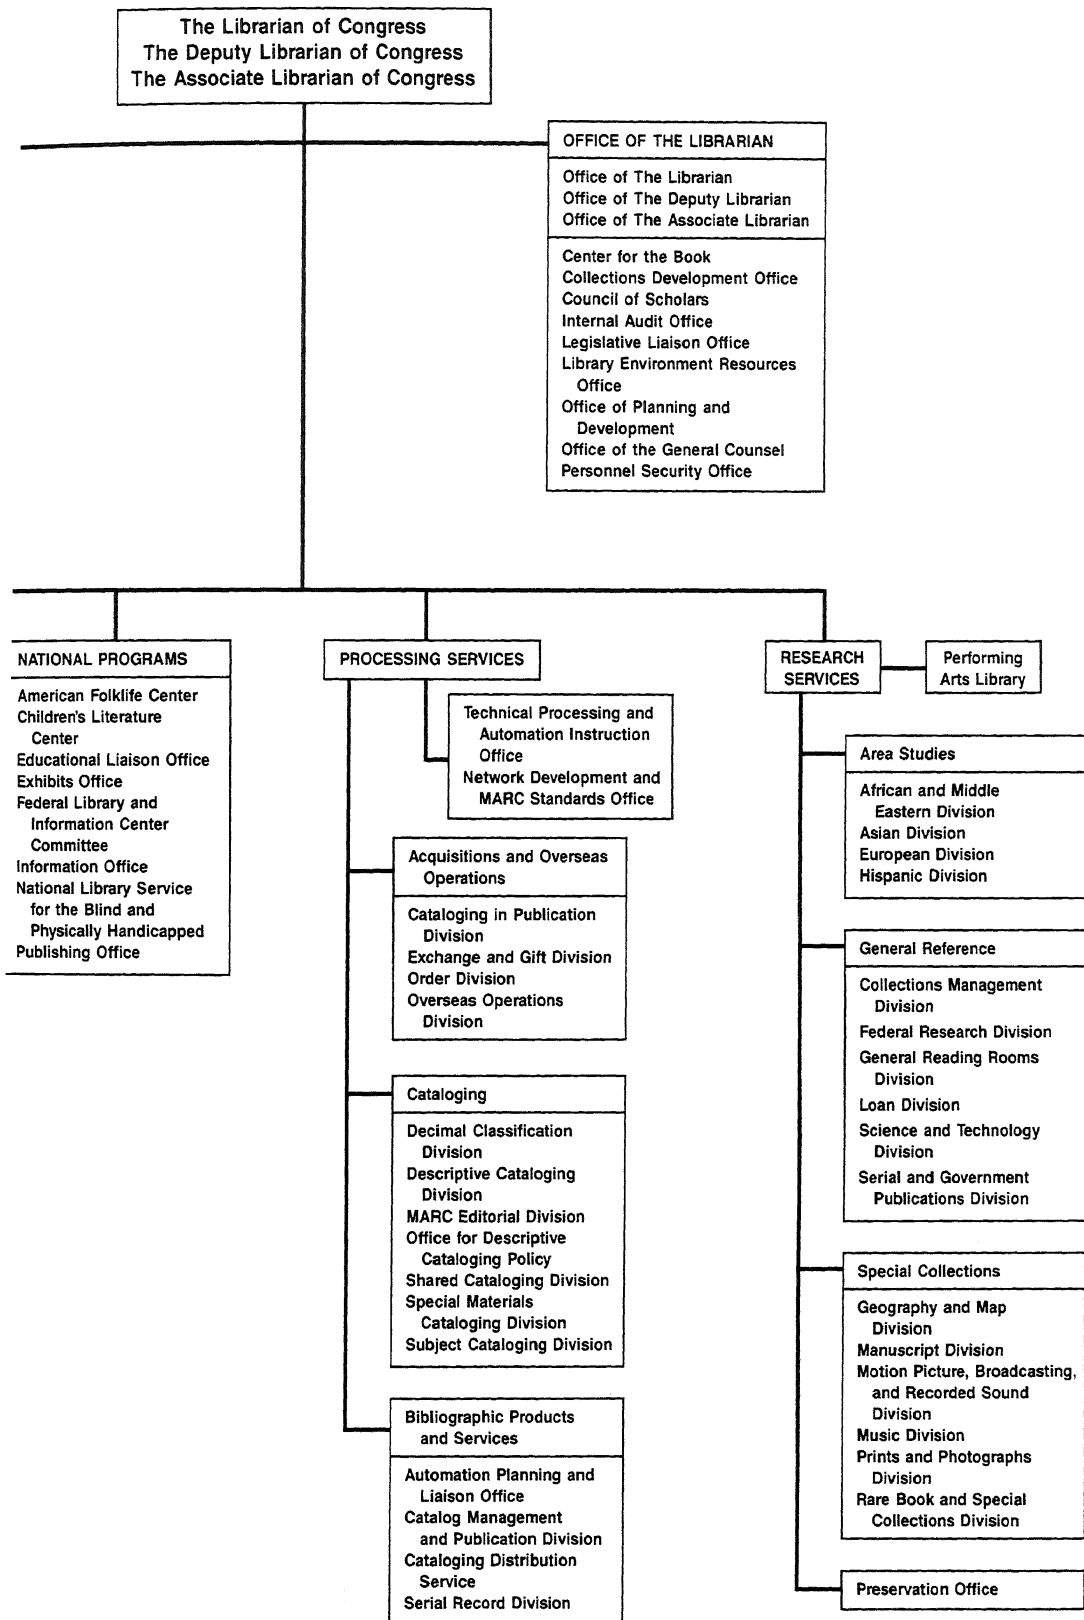 The Librarian of Congress
The Deputy Librarian of Congress
The Associate Librarian of Congress
OFFICE OF THE LIBRARIAN
Office of The Librarian
Office of The Deputy Librarian
Office of The Associate Librarian
Center for the Book
Collections Development Office
Council of Scholars
Internal Audit Office
Legislative Liaison Office
Library Environment Resources
Office
Office of Planning and
Development
Office of the General Counsel
Personnel Security Office
NATIONAL PROGRAMS
American Folklife Center
Children's Literature
Center
Educational Liaison Office
Exhibits Office
Federal Library and
Information Center
Committee
Information Office
National Library Service
for the Blind and
Physically Handicapped
Publishing Office
PROCESSING SERVICES
Technical Processing and
Automation Instruction
Office
Network Development and
MARC Standards Office
Acquisitions and Overseas
Operations
Cataloging in Publication
Division
Exchange and Gift Division
Order Division
Overseas Operations
Division
Cataloging
Decimal Classification
Division
Descriptive Cataloging
Division
MARC Editorial Division
Office for Descriptive
Cataloging Policy
Shared Cataloging Division
Special Materials
Cataloging Division
Subject Cataloging Division
Bibliographic Products
and Services
Automation Planning and
Liaison Office
Catalog Management
and Publication Division
Cataloging Distribution
Service
Serial Record Division
RESEARCH
SERVICES
Performing
Arts Library
Area Studies
African and Middle
Eastern Division
Asian Division
European Division
Hispanic Division
General Reference
Collections Management
Division
Federal Research Division
General Reading Rooms
Division
Loan Division
Science and Technology
Division
Serial and Government
Publications Division
Special Collections
Geography and Map
Division
Manuscript Division
Motion Picture, Broadcasting,
and Recorded Sound
Division
Music Division
Prints and Photographs
Division
Rare Book and Special
Collections Division
Preservation Office